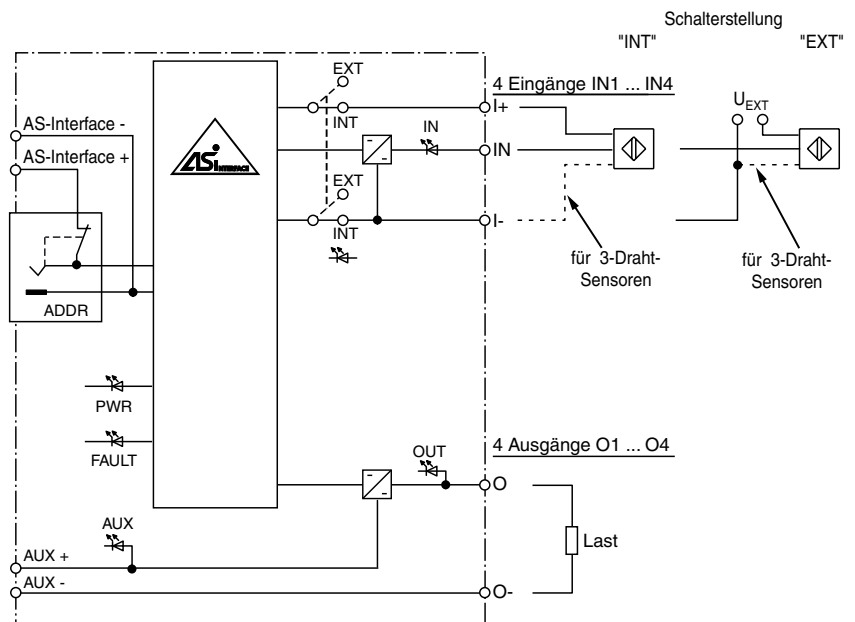 Schalterstellung
"INT"
"EXT"
EXT
4 Eingänge IN1 ... IN4
UEXT
I+
AS-Interface -
INT
IN
ASi INTERFACE
IN
AS-Interface +
EXT
I-
INT
für 3-Draht-
Sensoren
für 3-Draht-
Sensoren
ADDR
PWR
4 Ausgänge O1 ... O4
OUT
FAULT
O
AUX
Last
AUX +
AUX -
O-